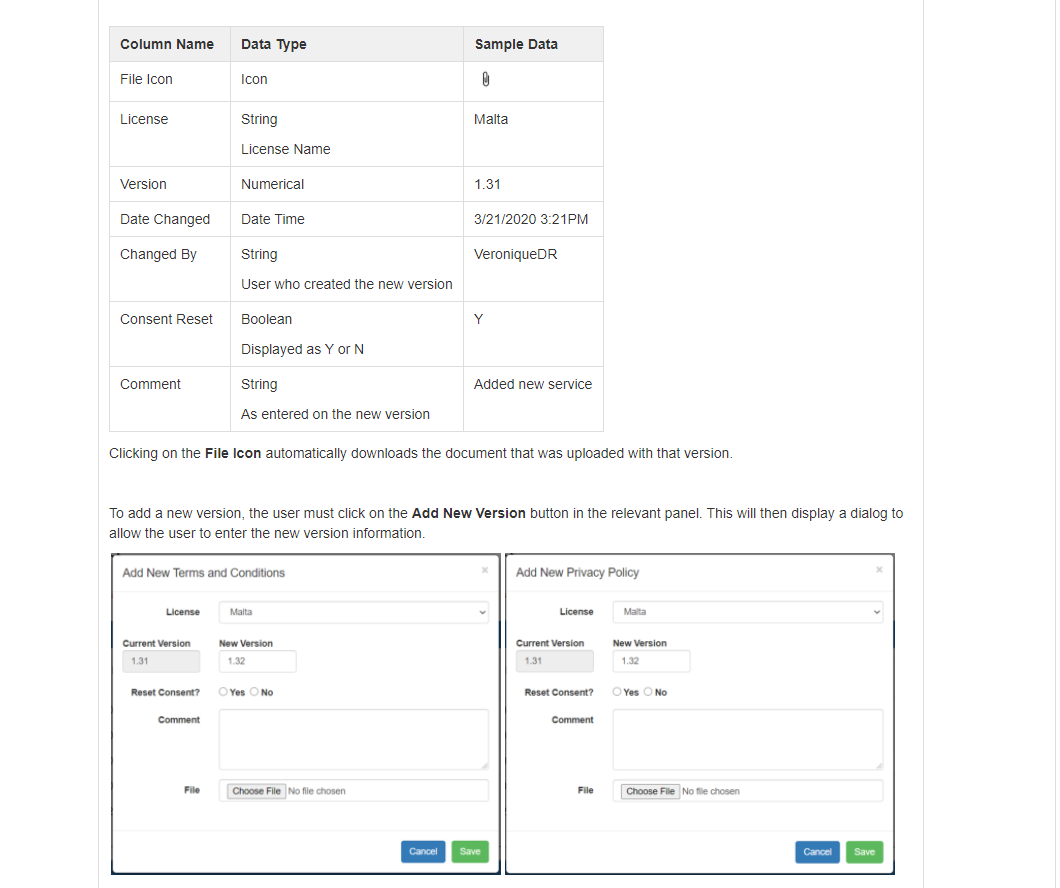 Column Name Data Type Sample Data
File Icon Icon
License String Malta
License Name
Version Numerical 1.31
Date Changed Date Time 3/21/2020 3:21PM
Changed By String VeroniqueDR
User who created the new version
Consent Reset Boolean Y
Displayed as Y or N
Comment String Added new service
As entered on the new version
Clicking on the File Icon automatically downloads the document that was uploaded with that version.
To add a new version, the user must click on the Add New Version button in the relevant panel. This will then display a dialog to
allow the user to enter the new version information.
Add New Terms and Conditions ×
License Malta
Current Version New Version
1.31 1.32
Reset Consent? Yes No
Comment
File Choose File No file chosen
Cancel Save
Add New Privacy Policy ×
License Malta
Current Version New Version
1.31 1.32
Reset Consent? Yes No
Comment
File Choose File No file chosen
Cancel Save